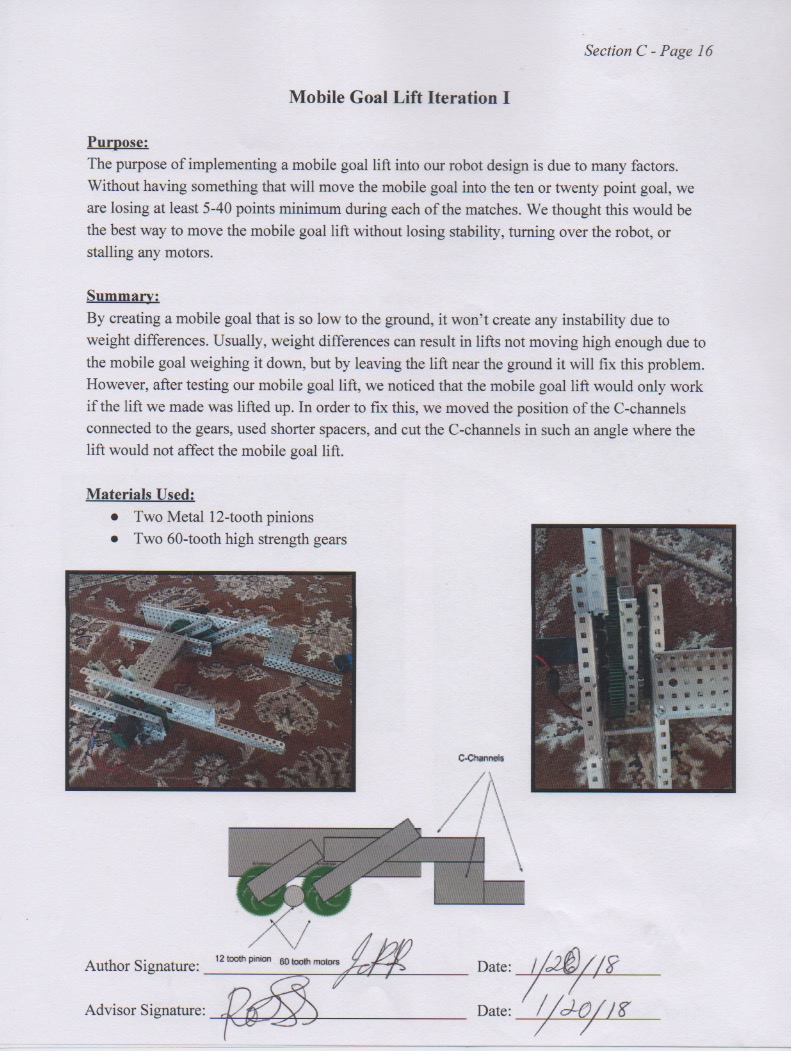 Section C - Page 16
Mobile Goal Lift Iteration I
Purpose:
The purpose of implementing a mobile goal lift into our robot design is due to many factors.
Without having something that will move the mobile goal into the ten or twenty point goal, we
are losing at least 5-40 points minimum during each of the matches. We thought this would be
the best way to move the mobile goal lift without losing stability, turning over the robot, or
stalling any motors.
Summary:
By creating a mobile goal that is so low to the ground, it won't create any instability due to
weight differences. Usually, weight differences can result in lifts not moving high enough due to
the mobile goal weighing it down, but by leaving the lift near the ground it will fix this problem.
However, after testing our mobile goal lift, we noticed that the mobile goal lift would only work
if the lift we made was lifted up. In order to fix this, we moved the position of the C-channels
connected to the gears, used shorter spacers, and cut the C-channels in such an angle where the
lift would not affect the mobile goal lift.
Materials Used:
● Two Metal 12-tooth pinions
● Two 60-tooth high strength gears
C-Channels
12 tooth pinion 60 tooth motors
Author Signature: Date: 1/20/18
Advisor Signature: Date: 1/20/18